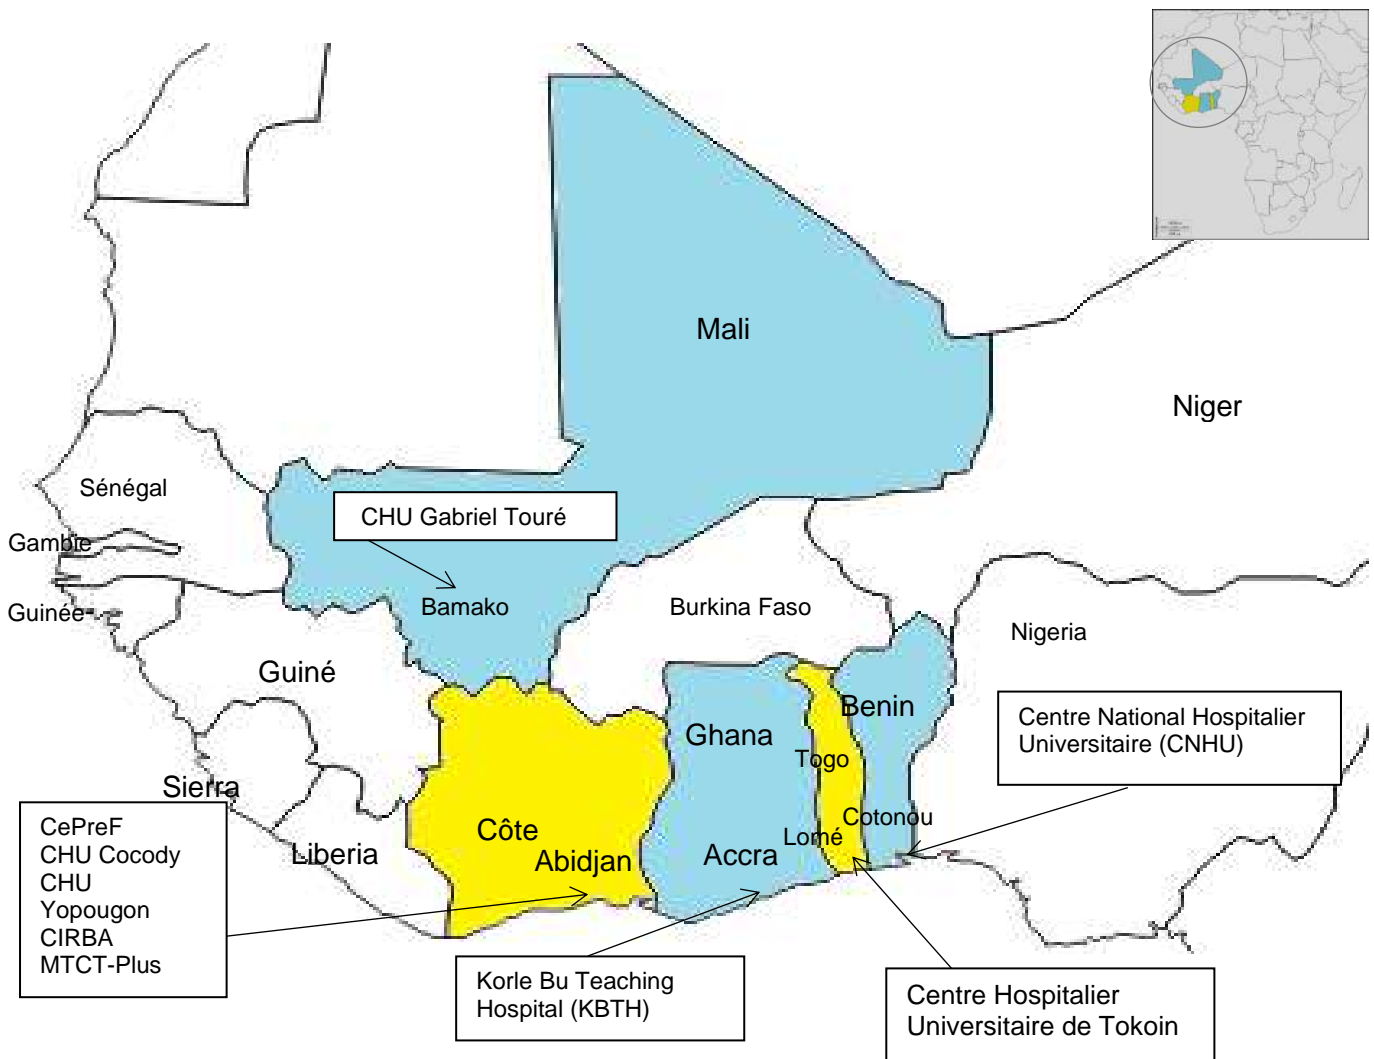 Mali
Niger
Sénégal
CHU Gabriel Touré
Gambie
Bamako
Burkina Faso
Guinée
Nigeria
Guiné
Benin
Centre National Hospitalier
Universitaire (CNHU)
Ghana
Togo
Sierra
Cotonou
CePreF
CHU Cocody
CHU
Yopougon
CIRBA
MTCT-Plus
Côte
Abidjan
Liberia
Accra
Lomé
Korle Bu Teaching
Hospital (KBTH)
Centre Hospitalier
Universitaire de Tokoin